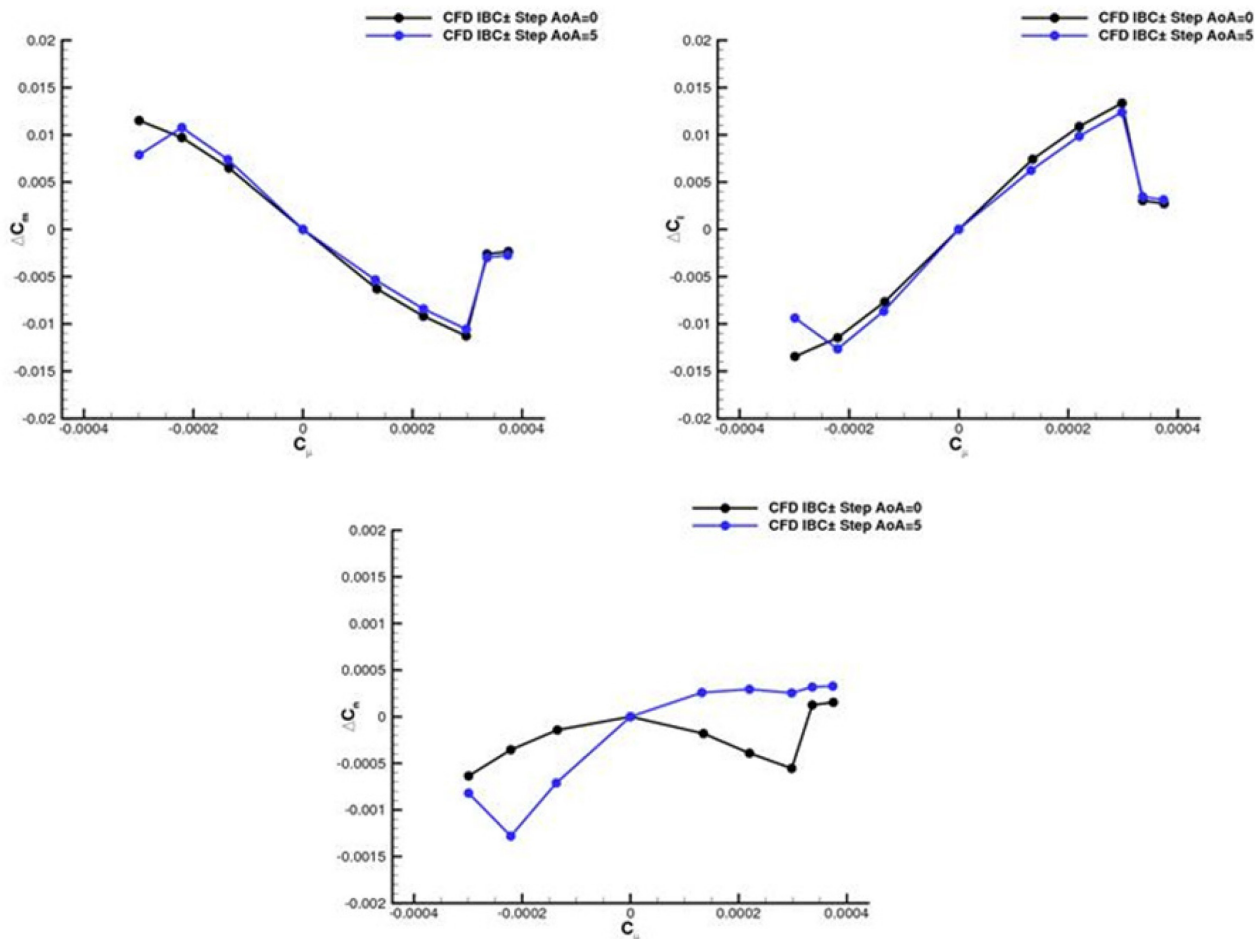 CFD IBC± Step AoA=0
CFD IBC± Step AoA=5
0.02
0.015
0.01
0.005
0
-0.005
-0.01
-0.015
-0.02
△Cm
-0.0004 -0.0002 0 0.0002 0.0004
Cμ
CFD IBC± Step AoA=0
CFD IBC± Step AoA=5
0.02
0.015
0.01
0.005
0
-0.005
-0.01
-0.015
-0.02
△Cl
-0.0004 -0.0002 0 0.0002 0.0004
Cμ
CFD IBC± Step AoA=0
CFD IBC± Step AoA=5
0.002
0.0015
0.001
0.0005
0
-0.0005
-0.001
-0.0015
-0.002
△Cn
-0.0004 -0.0002 0 0.0002 0.0004
Cμ